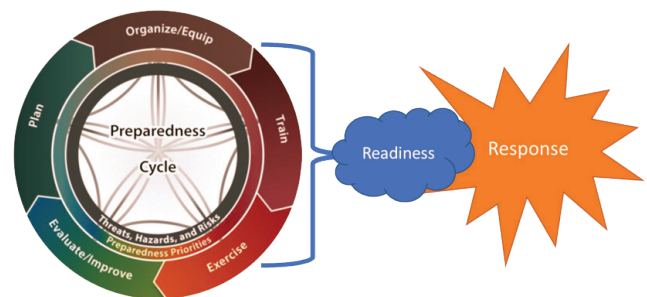 Organize/Equip
Plan
Train
Preparedness
Cycle
Threats, Hazards, and Risks
Preparedness Priorities
Evaluate/Improve
Exercise
Readiness
Response